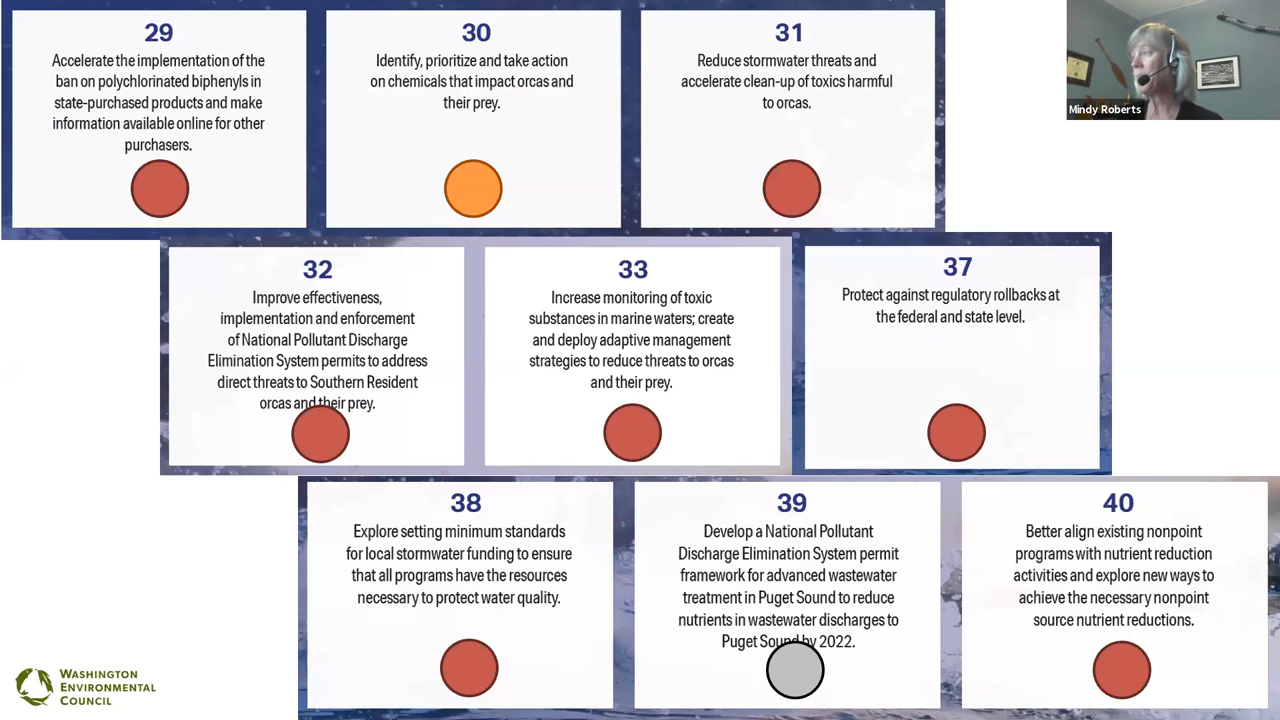 29
Accelerate the implementation of the
ban on polychlorinated biphenyls in
state-purchased products and make
information available online for other
purchasers.
30
Identify, prioritize and take action
on chemicals that impact orcas and
their prey.
31
Reduce stormwater threats and
accelerate clean-up of toxics harmful
to orcas.
Mindy Roberts
32
Improve effectiveness,
implementation and enforcement
of National Pollutant Discharge
Elimination System permits to address
direct threats to Southern Resident
orcas and their prey.
33
Increase monitoring of toxic
substances in marine waters; create
and deploy adaptive management
strategies to reduce threats to orcas
and their prey.
37
Protect against regulatory rollbacks at
the federal and state level.
38
Explore setting minimum standards
for local stormwater funding to ensure
that all programs have the resources
necessary to protect water quality.
39
Develop a National Pollutant
Discharge Elimination System permit
framework for advanced wastewater
treatment in Puget Sound to reduce
nutrients in wastewater discharges to
Puget Sound by 2022.
40
Better align existing nonpoint
programs with nutrient reduction
activities and explore new ways to
achieve the necessary nonpoint
source nutrient reductions.
WASHINGTON
ENVIRONMENTAL
COUNCIL